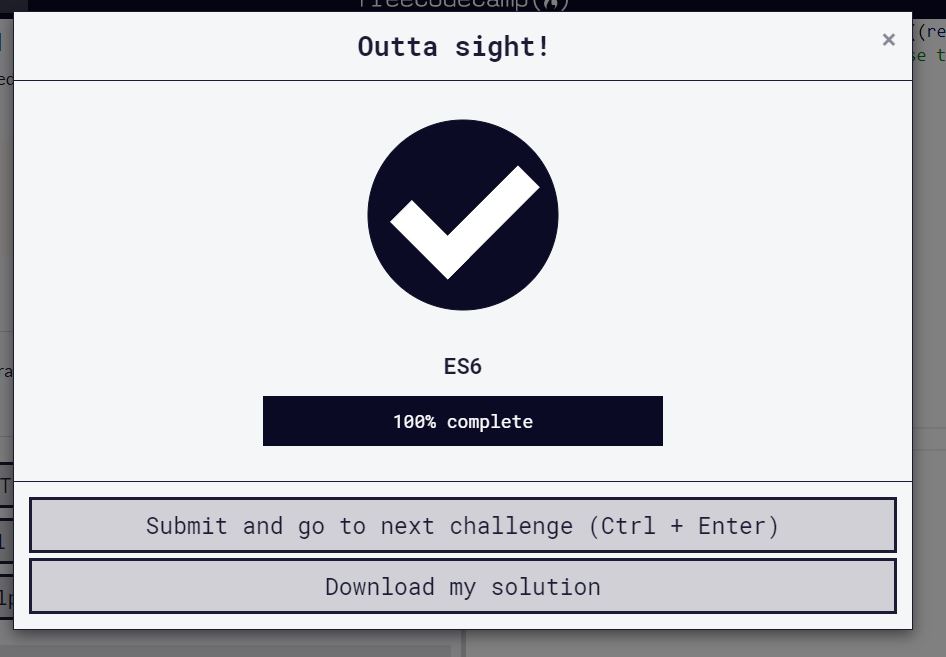 freeCodeCamp
Outta sight!
×
ES6
100% complete
Submit and go to next challenge (Ctrl + Enter)
Download my solution